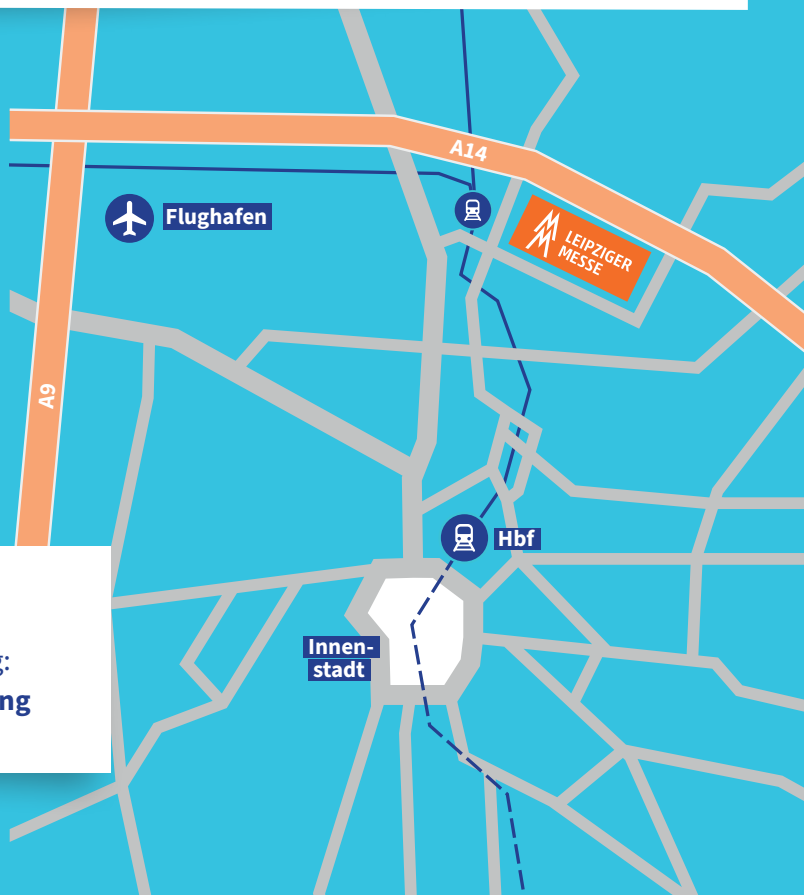 A14
Flughafen
LEIPZIGER
MESSE
A9
Hbf
Innen-
stadt
:
ng